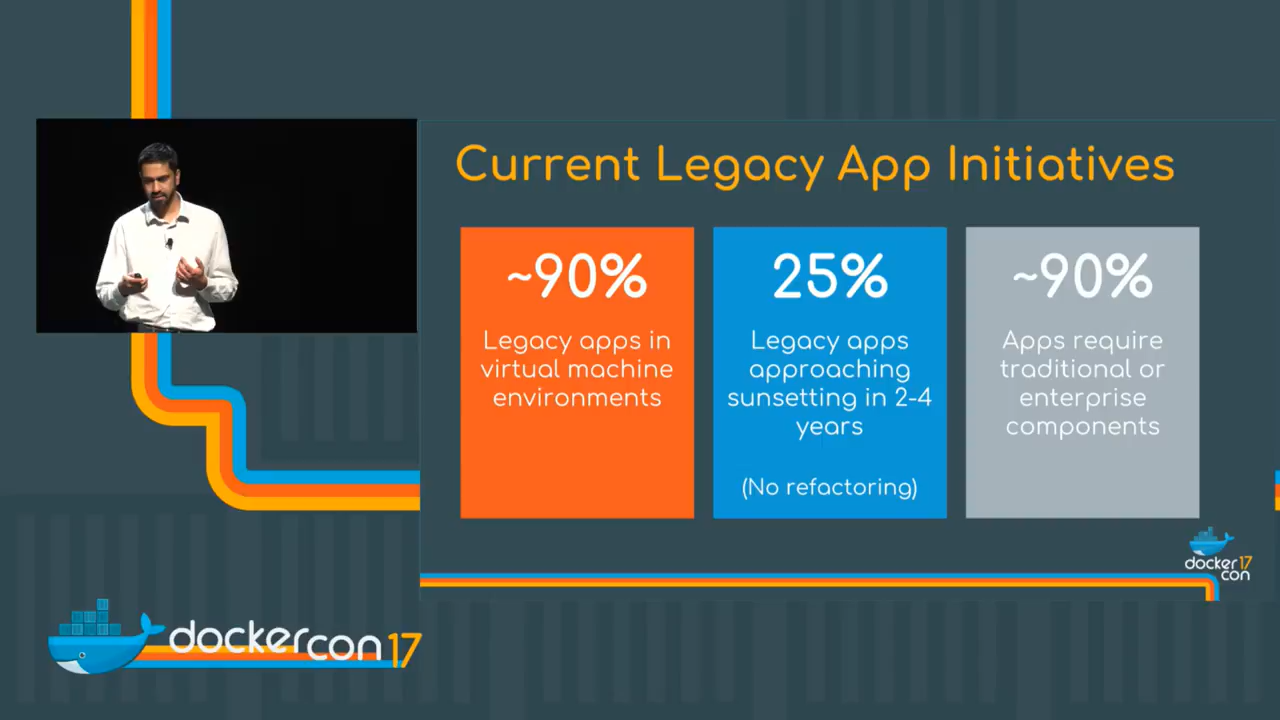 Current Legacy App Initiatives
~90%
Legacy apps in
virtual machine
environments
25%
Legacy apps
approaching
sunsetting in 2-4
years
(No refactoring)
~90%
Apps require
traditional or
enterprise
components
docker 17
con
dockercon 17